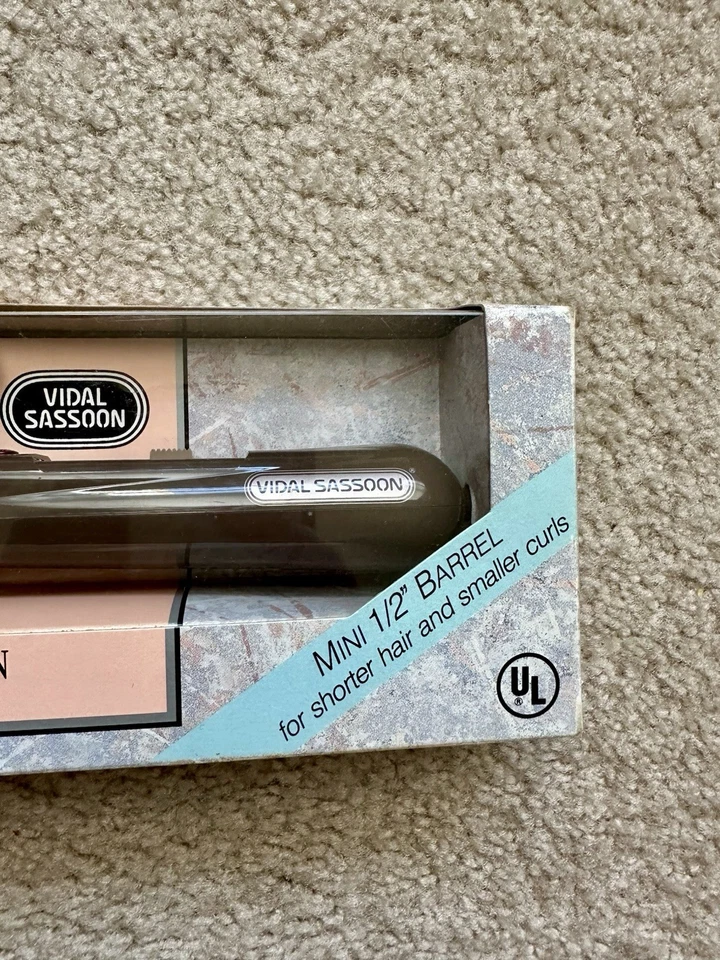 VIDAL
SASSOON
VIDAL SASSOON
MINI 1/2" BARREL
for shorter hair and smaller curls
N
UL
®